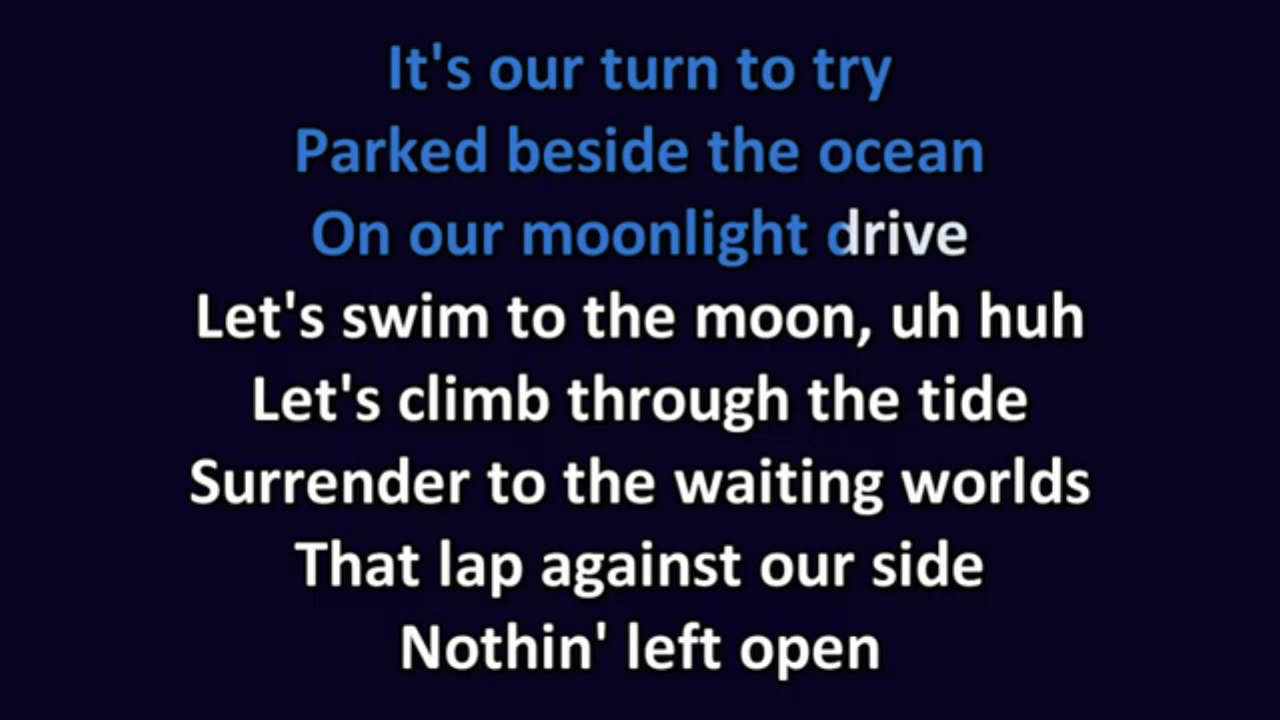 It's our turn to try
Parked beside the ocean
On our moonlight drive
Let's swim to the moon, uh huh
Let's climb through the tide
Surrender to the waiting worlds
That lap against our side
Nothin' left open